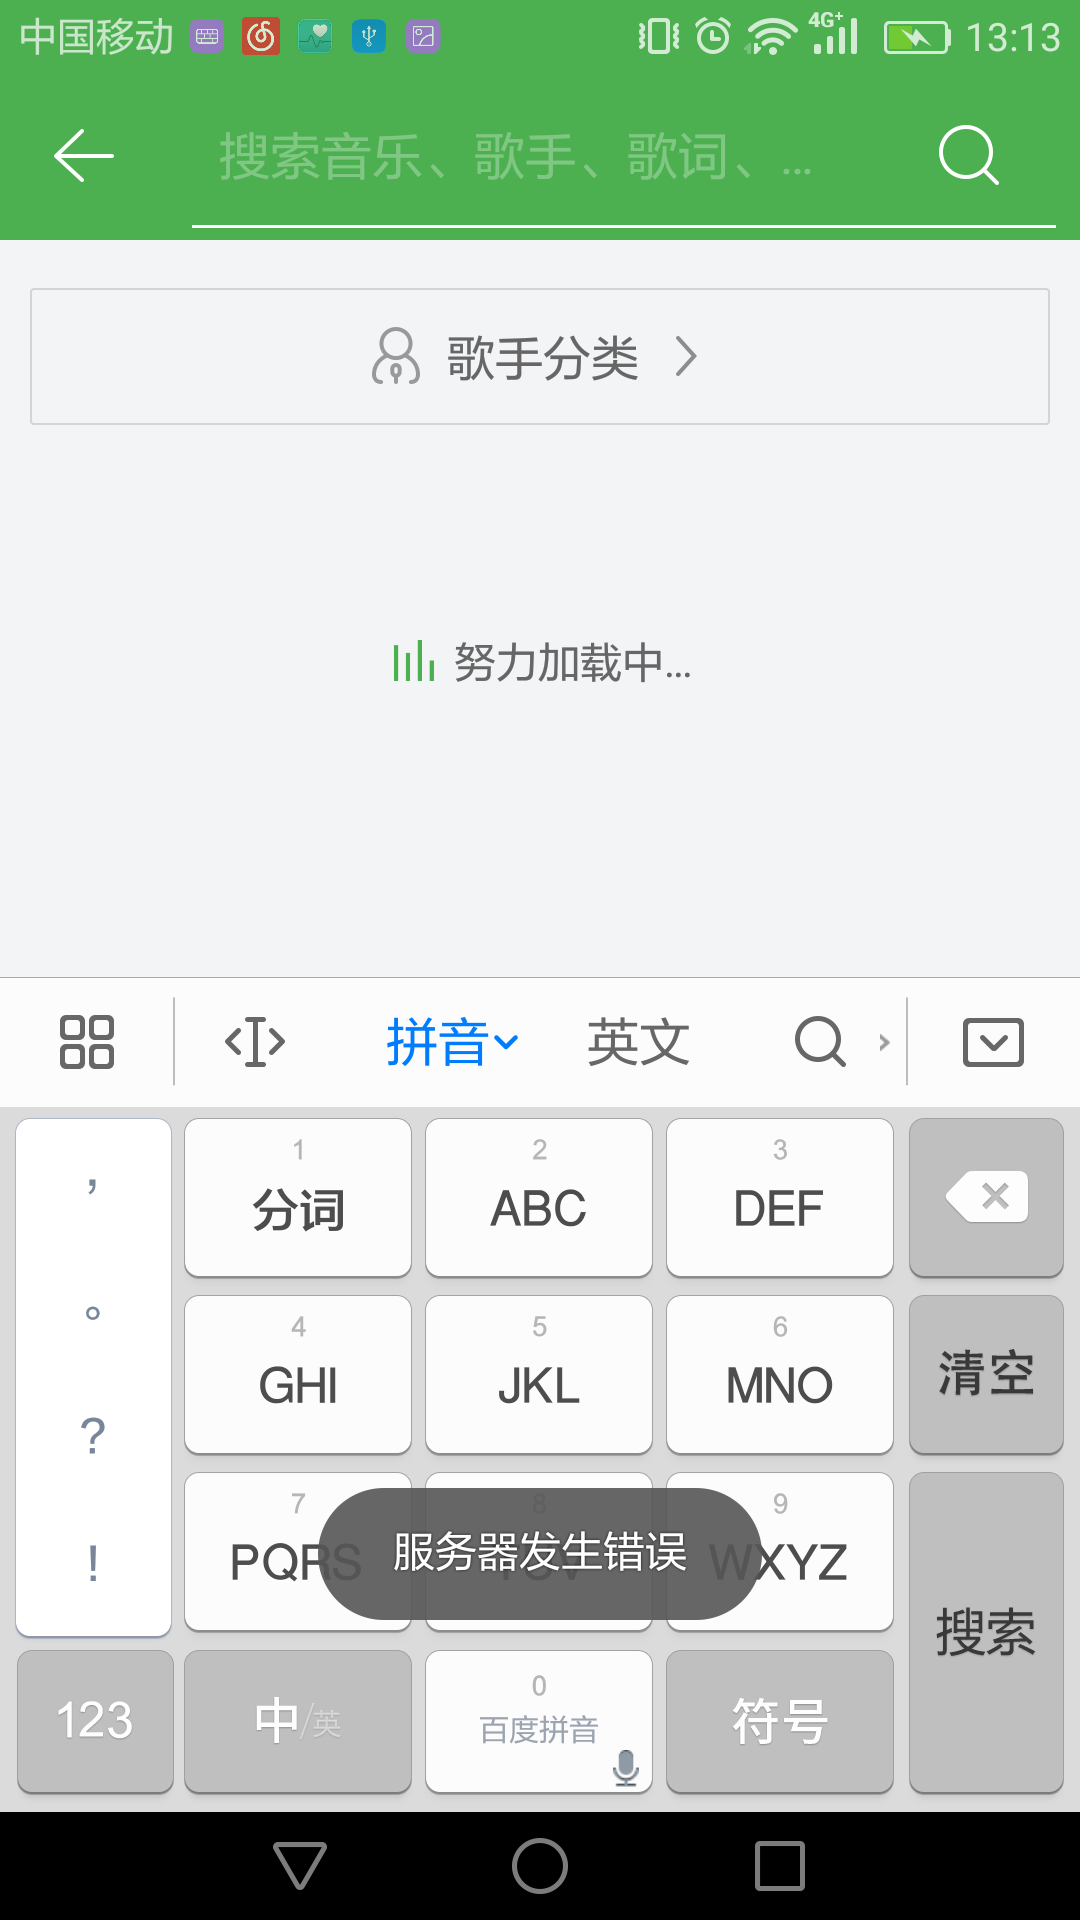 中国移动 4G+ 13:13
搜索音乐、歌手、歌词、...
歌手分类
努力加载中...
拼音 英文
，
。
?
!
1
分词
2
ABC
3
DEF
4
GHI
5
JKL
6
MNO
清空
7
PQRS
8
TUV
9
WXYZ
服务器发生错误
搜索
123
中/英
0
百度拼音
符号